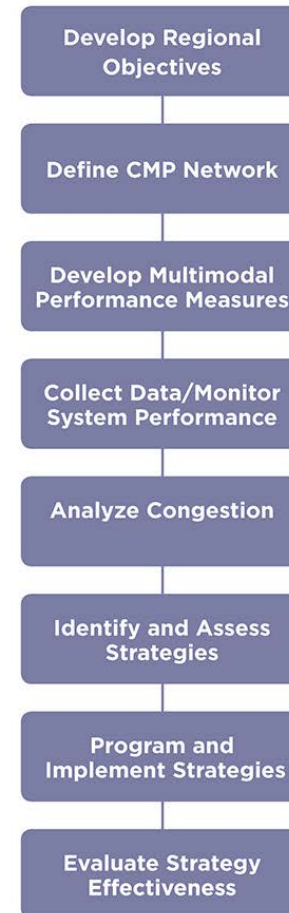 Develop Regional
Objectives
Define CMP Network
Develop Multimodal
Performance Measures
Collect Data/Monitor
System Performance
Analyze Congestion
Identify and Assess
Strategies
Program and
Implement Strategies
Evaluate Strategy
Effectiveness